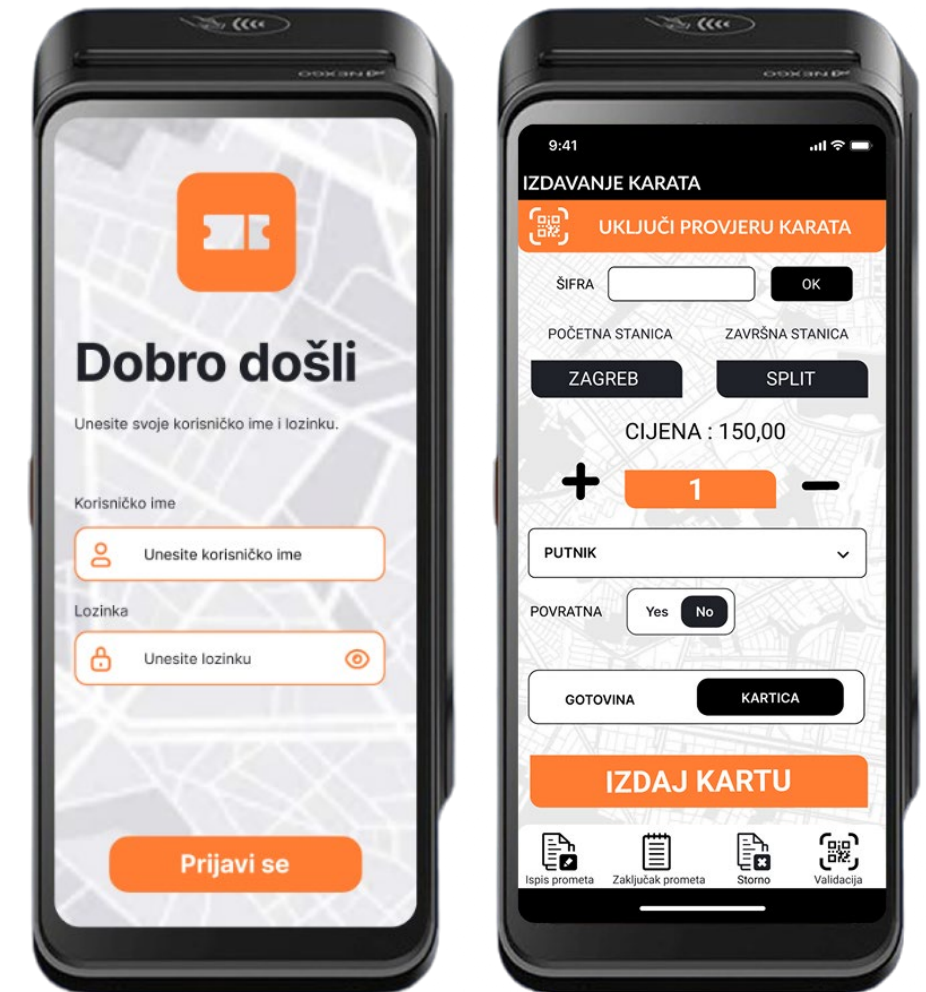 NEXGO
Dobro došli
Unesite svoje korisničko ime i lozinku.
Korisničko ime
Unesite korisničko ime
Lozinka
Unesite lozinku
Prijavi se
NEXGO
9:41
IZDAVANJE KARATA
UKLJUČI PROVJERU KARATA
ŠIFRA OK
POČETNA STANICA ZAVRŠNA STANICA
ZAGREB SPLIT
CIJENA : 150,00
+ 1 −
PUTNIK
POVRATNA Yes No
GOTOVINA KARTICA
IZDAJ KARTU
Ispis prometa Zaključak prometa Storno Validacija